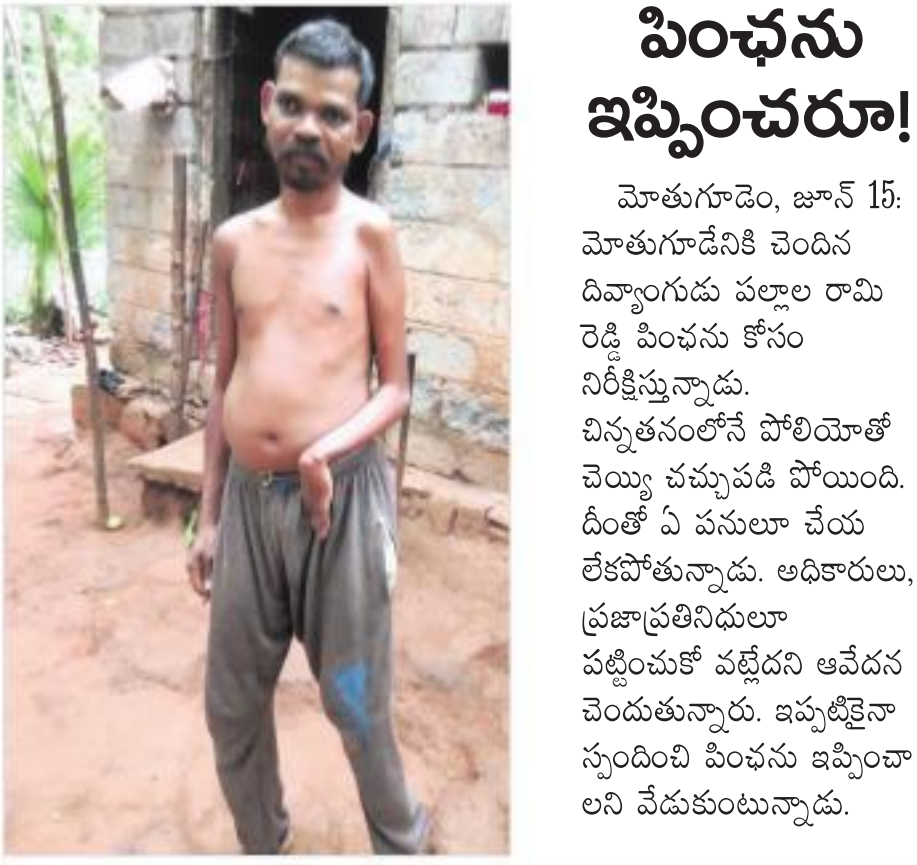 పింఛను
ఇప్పించరూ!
మోతుగూడెం, జూన్ 15:
మోతుగూడేనికి చెందిన
దివ్యాంగుడు పల్లాల రామి
రెడ్డి పింఛను కోసం
నిరీక్షిస్తున్నాడు.
చిన్నతనంలోనే పోలియోతో
చెయ్యి చచ్చుపడి పోయింది.
దీంతో ఏ పనులూ చేయ
లేకపోతున్నాడు. అధికారులు,
ప్రజాప్రతినిధులూ
పట్టించుకో వట్లేదని ఆవేదన
చెందుతున్నారు. ఇప్పటికైనా
స్పందించి పింఛను ఇప్పించా
లని వేడుకుంటున్నాడు.